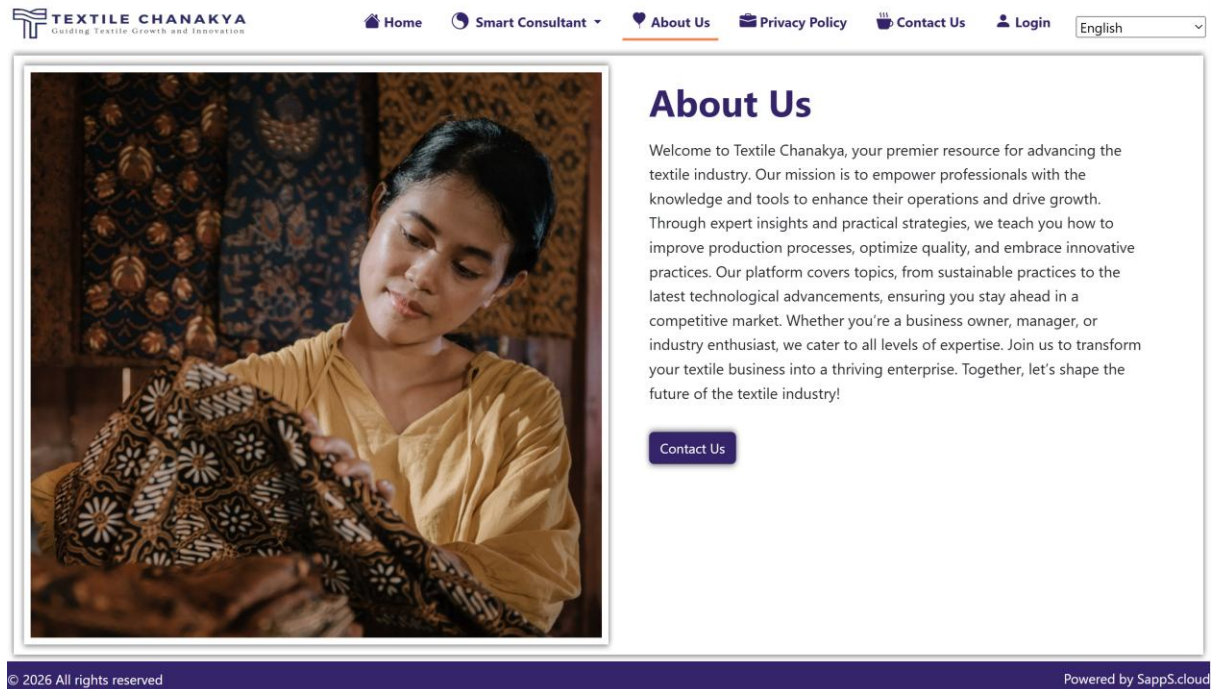 TEXTILE CHANAKYA
Guiding Textile Growth and Innovation
Home
Smart Consultant
About Us
Privacy Policy
Contact Us
Login
English
About Us
Welcome to Textile Chanakya, your premier resource for advancing the
textile industry. Our mission is to empower professionals with the
knowledge and tools to enhance their operations and drive growth.
Through expert insights and practical strategies, we teach you how to
improve production processes, optimize quality, and embrace innovative
practices. Our platform covers topics, from sustainable practices to the
latest technological advancements, ensuring you stay ahead in a
competitive market. Whether you're a business owner, manager, or
industry enthusiast, we cater to all levels of expertise. Join us to transform
your textile business into a thriving enterprise. Together, let's shape the
future of the textile industry!
Contact Us
© 2026 All rights reserved
Powered by SappS.cloud